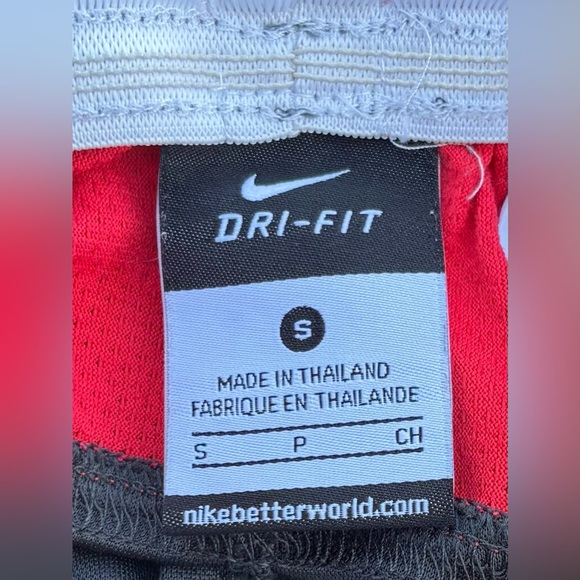 DRI-FIT
S
MADE IN THAILAND
FABRIQUE EN THAILANDE
S P CH
nikebetterworld.com